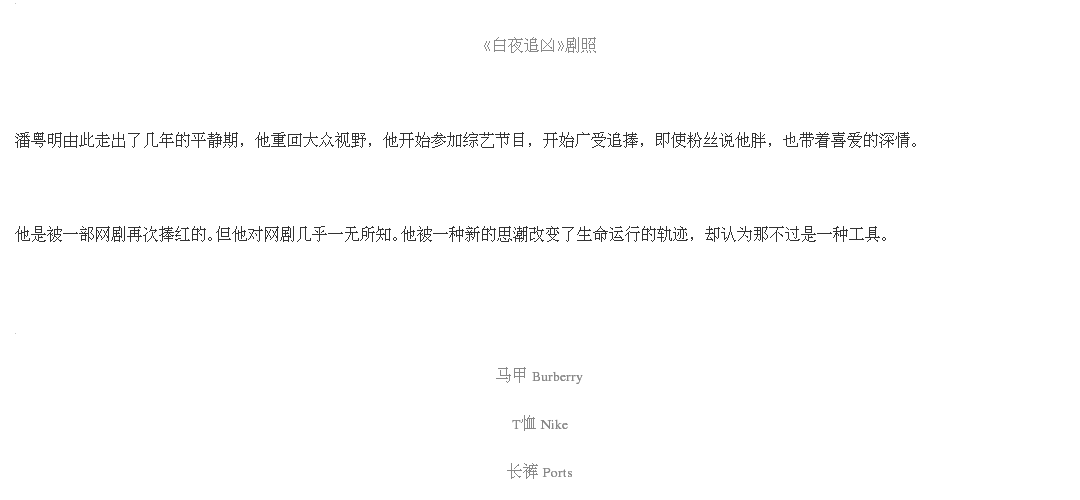 《白夜追凶》剧照
潘粤明由此走出了几年的平静期，他重回大众视野，他开始参加综艺节目，开始广受追捧，即使粉丝说他胖，也带着喜爱的深情。
他是被一部网剧再次捧红的。但他对网剧几乎一无所知。他被一种新的思潮改变了生命运行的轨迹，却认为那不过是一种工具。
马甲 Burberry
T恤 Nike
长裤 Ports